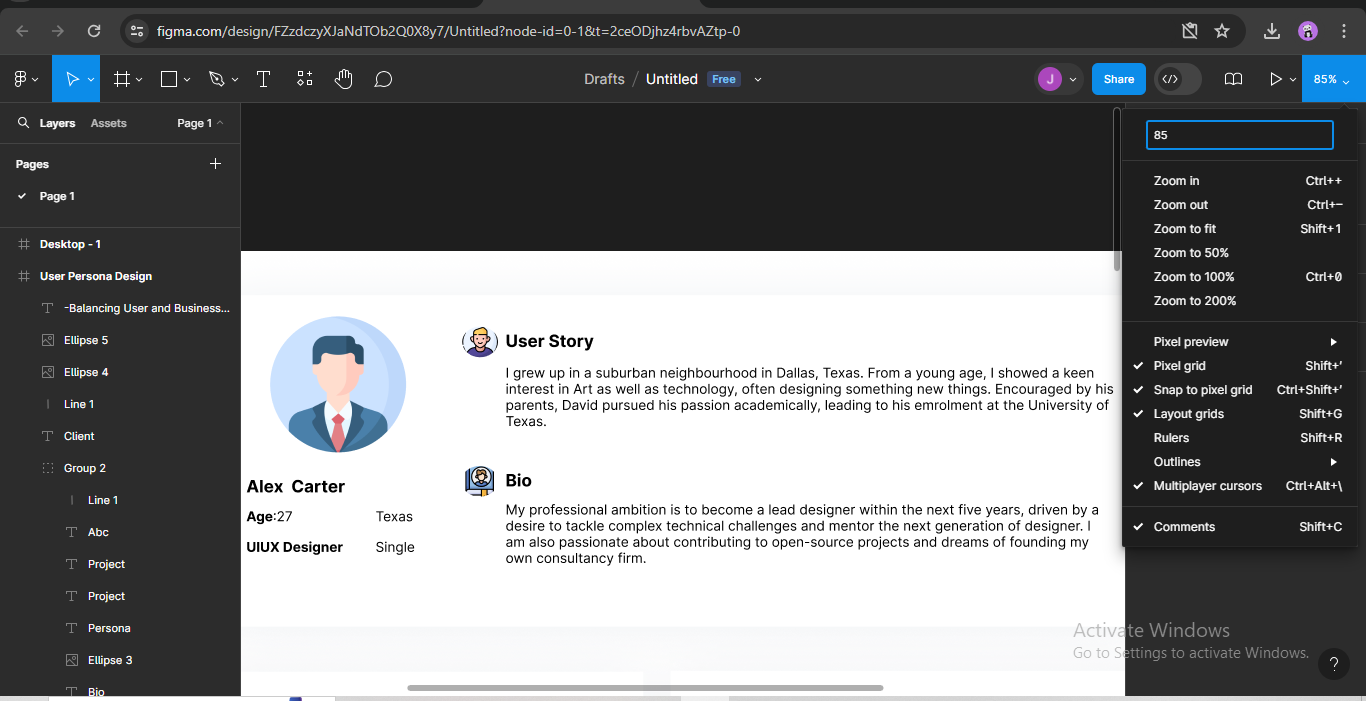 figma.com/design/FZzdczyXJaNdTOb2Q0X8y7/Untitled?node-id=0-1&t=2ceODjhz4rbvAZtp-0
Drafts / Untitled Free
J
Share
85%
Layers Assets Page 1
Pages
Page 1
Desktop - 1
User Persona Design
-Balancing User and Business...
Ellipse 5
Ellipse 4
Line 1
Client
Group 2
Line 1
Abc
Project
Project
Persona
Ellipse 3
Bio
Alex Carter
Age:27 Texas
UIUX Designer Single
User Story
I grew up in a suburban neighbourhood in Dallas, Texas. From a young age, I showed a keen
interest in Art as well as technology, often designing something new things. Encouraged by his
parents, David pursued his passion academically, leading to his emrolment at the University of
Texas.
Bio
My professional ambition is to become a lead designer within the next five years, driven by a
desire to tackle complex technical challenges and mentor the next generation of designer. I
am also passionate about contributing to open-source projects and dreams of founding my
own consultancy firm.
85
Zoom in Ctrl++
Zoom out Ctrl+−
Zoom to fit Shift+1
Zoom to 50%
Zoom to 100% Ctrl+0
Zoom to 200%
Pixel preview
Pixel grid Shift+'
Snap to pixel grid Ctrl+Shift+'
Layout grids Shift+G
Rulers Shift+R
Outlines
Multiplayer cursors Ctrl+Alt+\
Comments Shift+C
Activate Windows
Go to Settings to activate Windows.
?